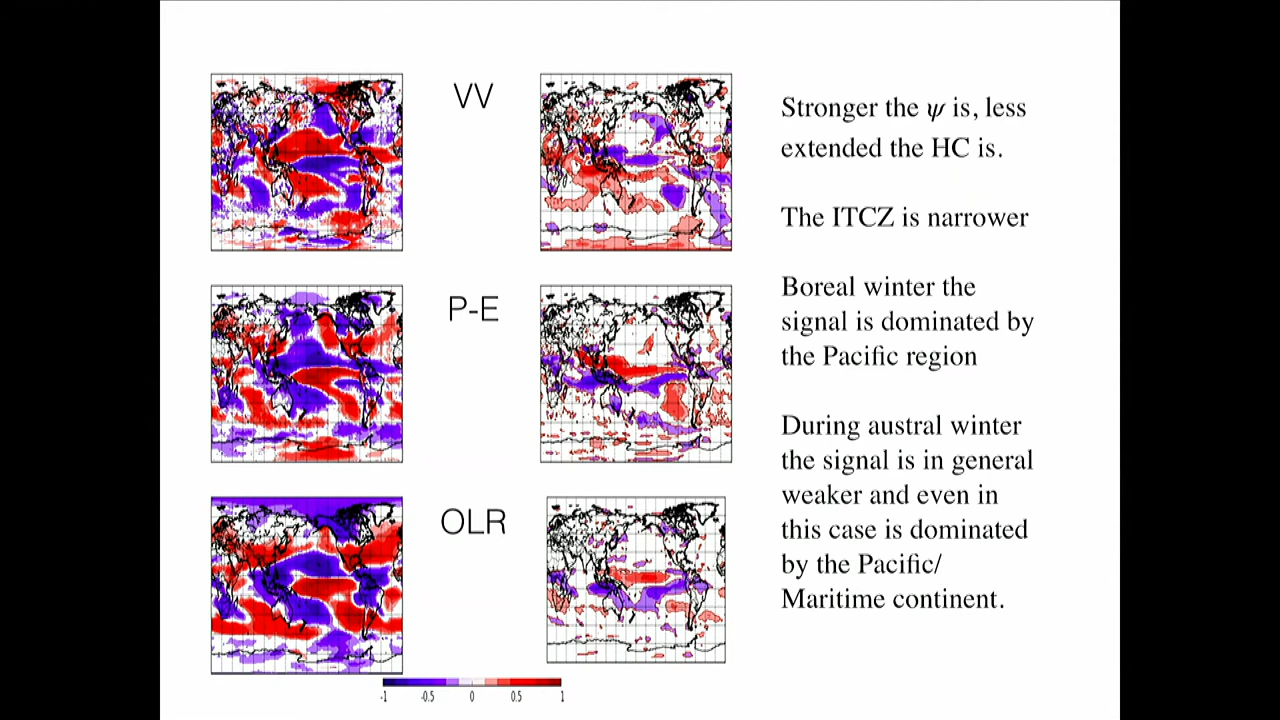 VV
P-E
OLR
Stronger the ψ is, less
extended the HC is.
The ITCZ is narrower
Boreal winter the
signal is dominated by
the Pacific region
During austral winter
the signal is in general
weaker and even in
this case is dominated
by the Pacific/
Maritime continent.
-1 -0.5 0 0.5 1